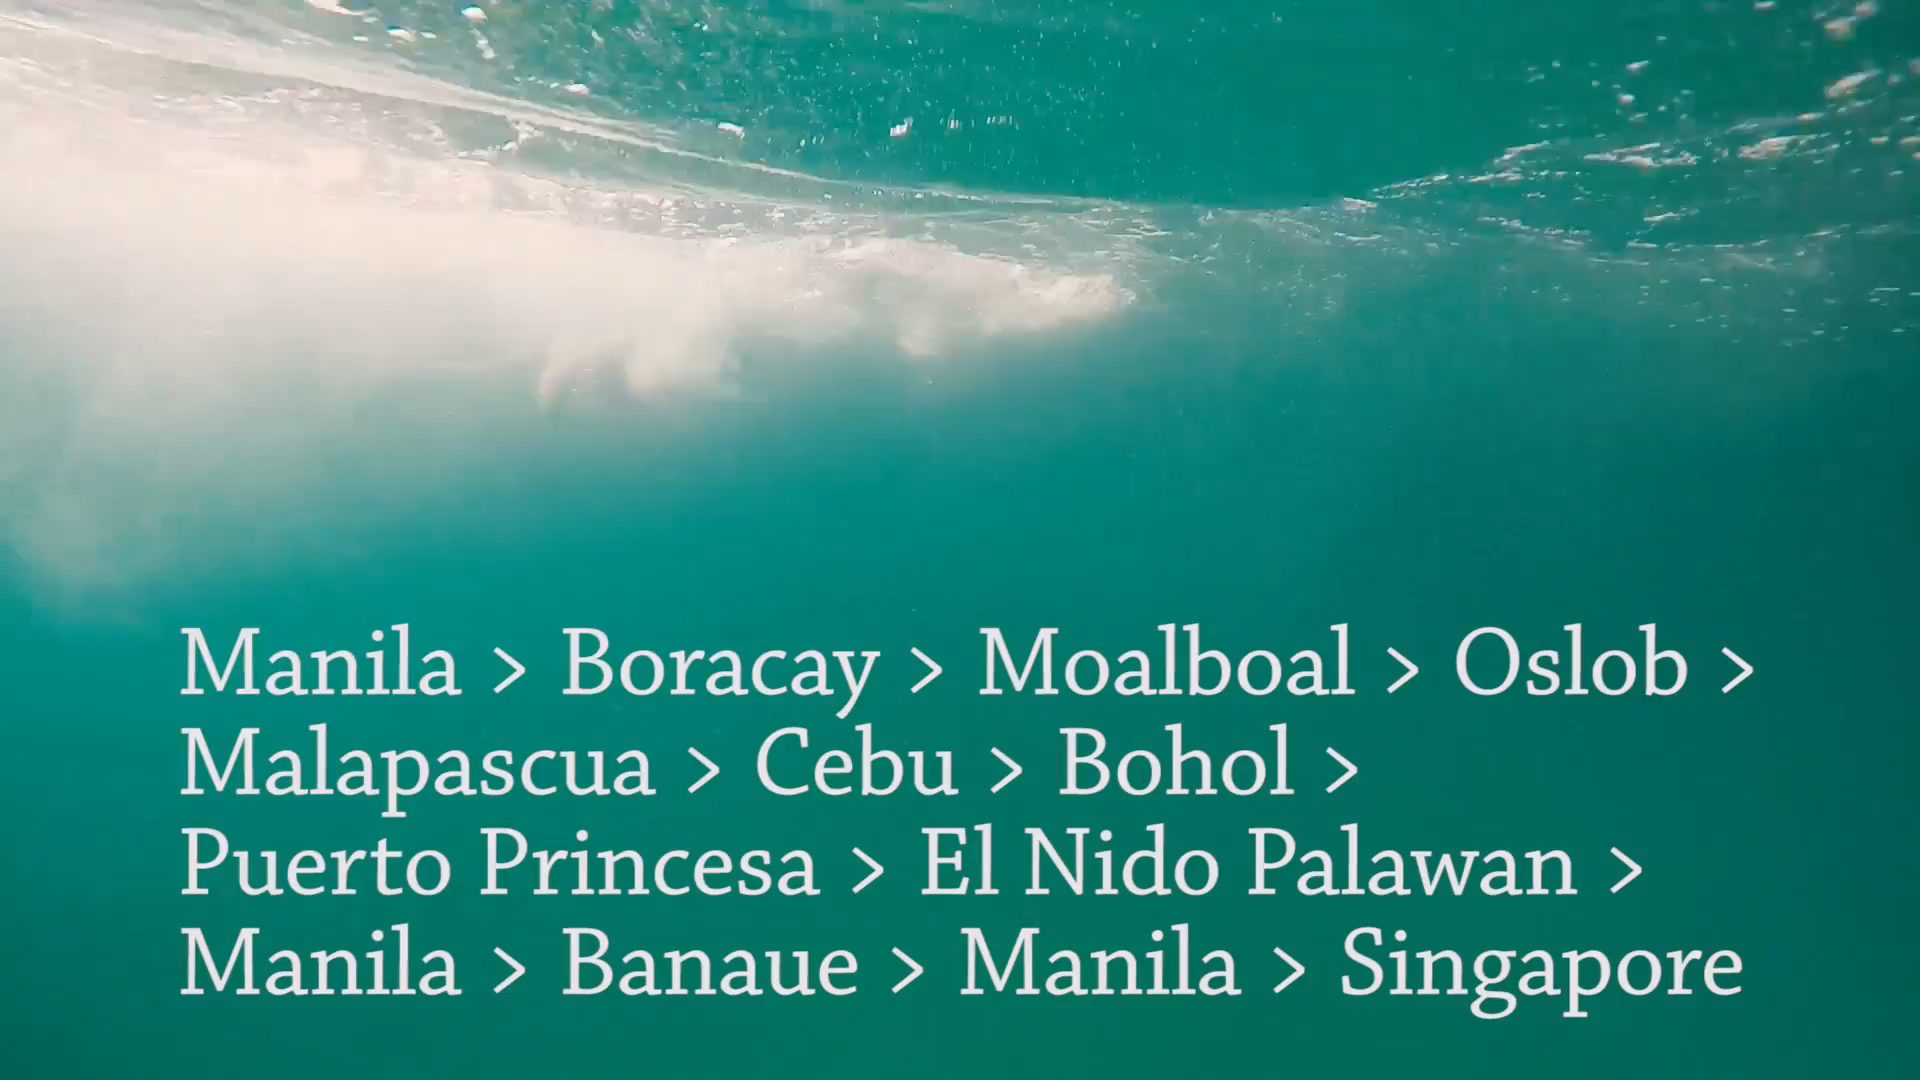 Manila > Boracay > Moalboal > Oslob >
Malapascua > Cebu > Bohol >
Puerto Princesa > El Nido Palawan >
Manila > Banaue > Manila > Singapore